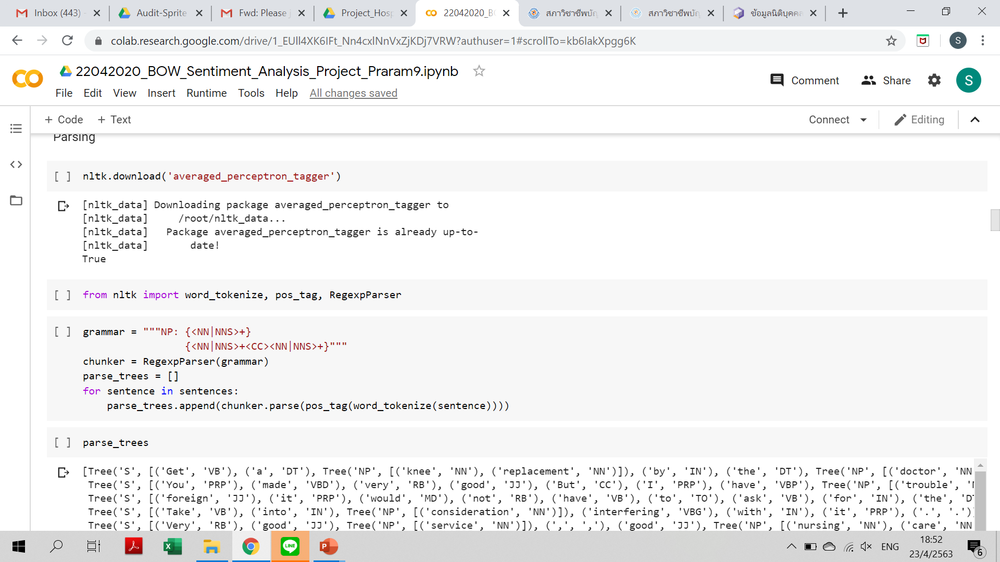 Inbox (443) -
Audit-Sprite
Fwd: Please
Project_Hosp
22042020_BO
สภาวิชาชีพบัญ
สภาวิชาชีพบัญ
ข้อมูลนิติบุคคล
colab.research.google.com/drive/1_EUll4XK6IFt_Nn4cxlNnVxZjKDj7VRW?authuser=1#scrollTo=kb6lakXpgg6K
S
22042020_BOW_Sentiment_Analysis_Project_Praram9.ipynb
Comment
Share
S
File Edit View Insert Runtime Tools Help All changes saved
+ Code + Text
Connect
Editing
Parsing
[ ] nltk.download('averaged_perceptron_tagger')
[nltk_data] Downloading package averaged_perceptron_tagger to
[nltk_data]     /root/nltk_data...
[nltk_data]   Package averaged_perceptron_tagger is already up-to-
[nltk_data]       date!
True
[ ] from nltk import word_tokenize, pos_tag, RegexpParser
[ ] grammar = """NP: {<NN|NNS>+}
{<NN|NNS>+<CC><NN|NNS>+}"""
chunker = RegexpParser(grammar)
parse_trees = []
for sentence in sentences:
    parse_trees.append(chunker.parse(pos_tag(word_tokenize(sentence))))
[ ] parse_trees
[Tree('S', [('Get', 'VB'), ('a', 'DT'), Tree('NP', [('knee', 'NN'), ('replacement', 'NN')]), ('by', 'IN'), ('the', 'DT'), Tree('NP', [('doctor', 'NN
Tree('S', [('You', 'PRP'), ('made', 'VBD'), ('very', 'RB'), ('good', 'JJ'), ('But', 'CC'), ('I', 'PRP'), ('have', 'VBP'), Tree('NP', [('trouble', 'N
Tree('S', [('foreign', 'JJ'), ('it', 'PRP'), ('would', 'MD'), ('not', 'RB'), ('have', 'VB'), ('to', 'TO'), ('ask', 'VB'), ('for', 'IN'), ('the', 'DT
Tree('S', [('Take', 'VB'), ('into', 'IN'), Tree('NP', [('consideration', 'NN')]), ('interfering', 'VBG'), ('with', 'IN'), ('it', 'PRP'), ('.', '.')]
Tree('S', [('Very', 'RB'), ('good', 'JJ'), Tree('NP', [('service', 'NN')]), (',', ','), ('good', 'JJ'), Tree('NP', [('nursing', 'NN'), ('care', 'NN
LINE
ENG
18:52
23/4/2563
6